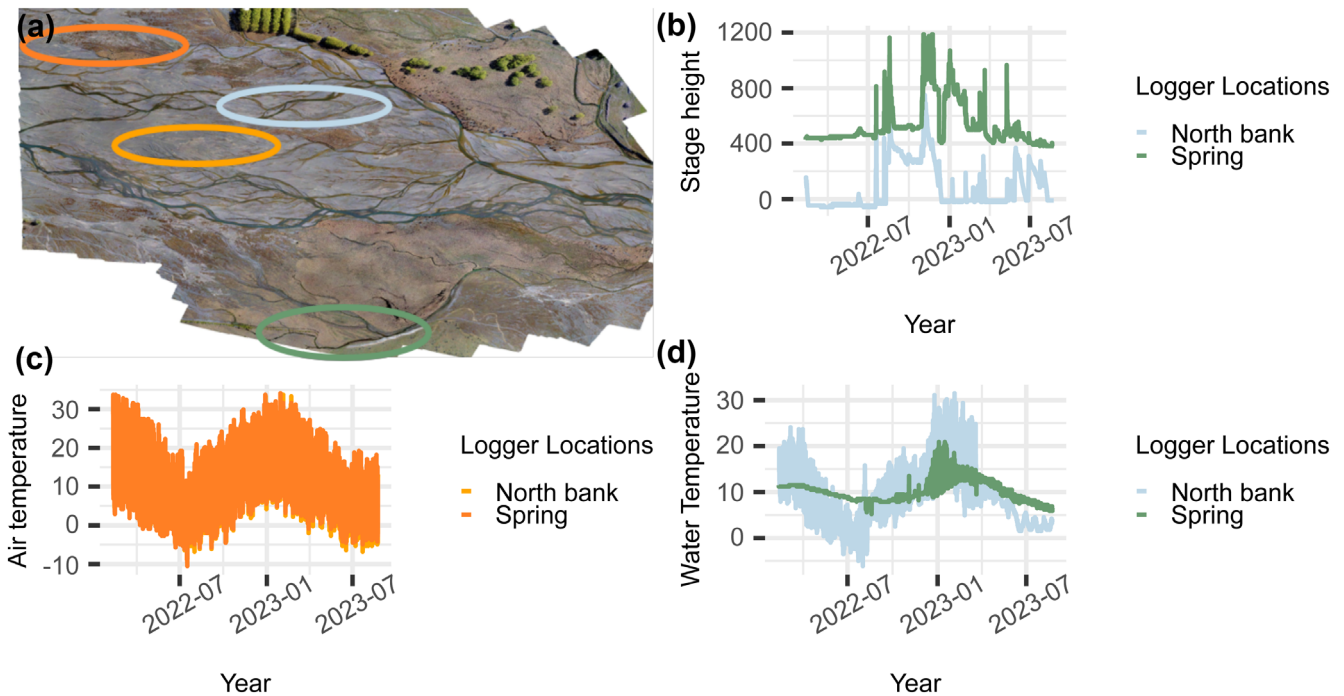 (a)
(b)
1200
800
400
0
Stage height
2022-07
2023-01
2023-07
Year
Logger Locations
North bank
Spring
(c)
30
20
10
0
-10
Air temperature
2022-07
2023-01
2023-07
Year
Logger Locations
North bank
Spring
(d)
30
20
10
0
Water Temperature
2022-07
2023-01
2023-07
Year
Logger Locations
North bank
Spring